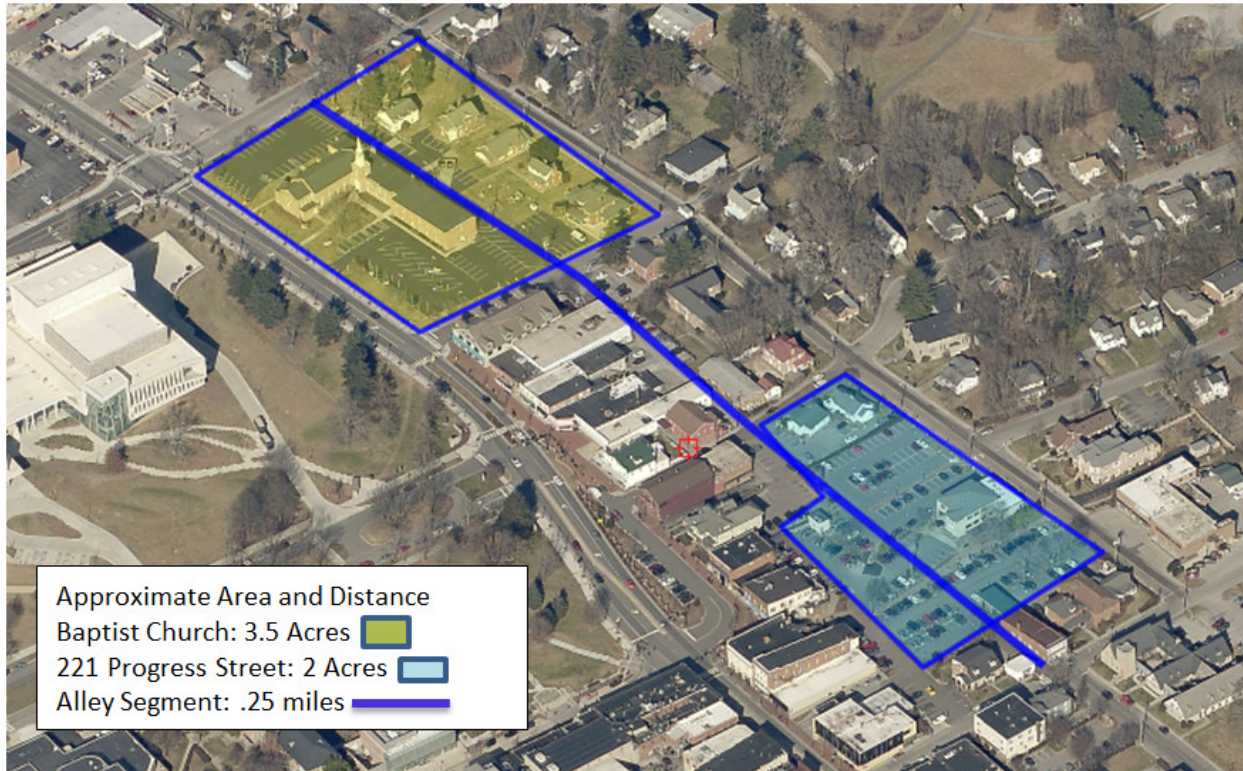 Approximate Area and Distance
Baptist Church: 3.5 Acres
221 Progress Street: 2 Acres
Alley Segment: .25 miles